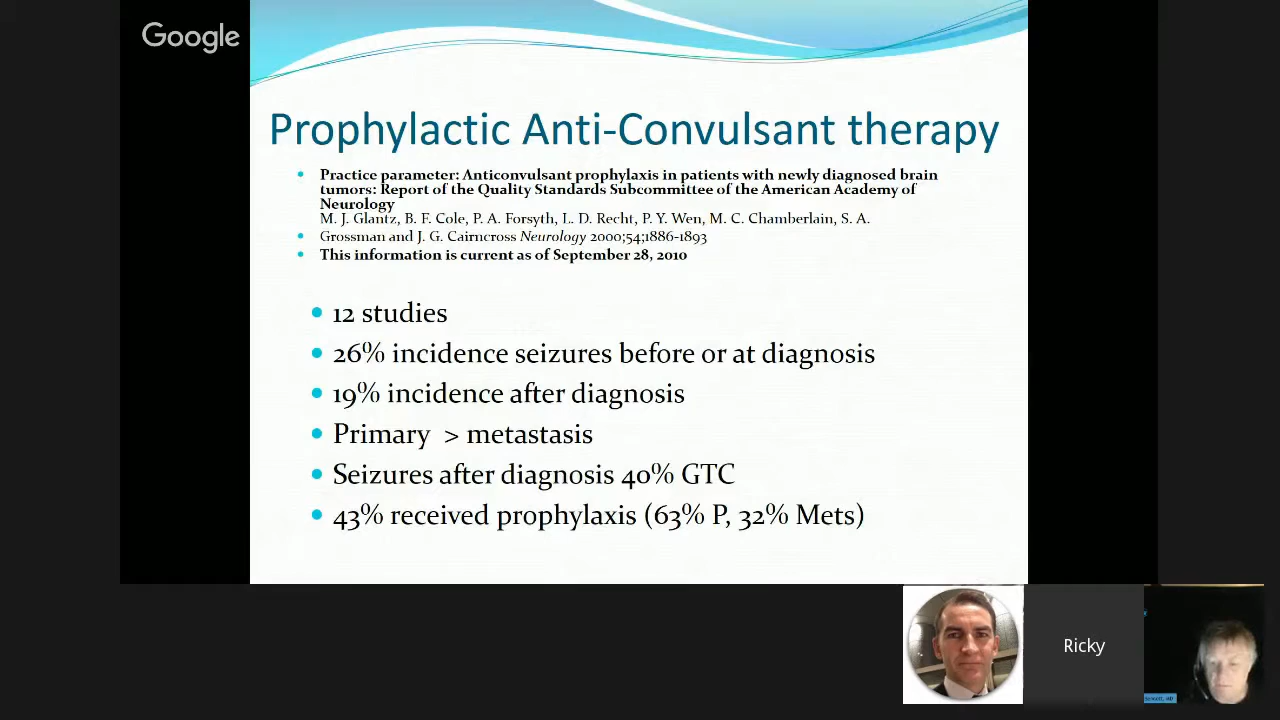 Google
Prophylactic Anti-Convulsant therapy
Practice parameter: Anticonvulsant prophylaxis in patients with newly diagnosed brain
tumors: Report of the Quality Standards Subcommittee of the American Academy of
Neurology
M. J. Glantz, B. F. Cole, P. A. Forsyth, L. D. Recht, P. Y. Wen, M. C. Chamberlain, S. A.
Grossman and J. G. Cairncross Neurology 2000;54;1886-1893
This information is current as of September 28, 2010
12 studies
26% incidence seizures before or at diagnosis
19% incidence after diagnosis
Primary > metastasis
Seizures after diagnosis 40% GTC
43% received prophylaxis (63% P, 32% Mets)
Ricky